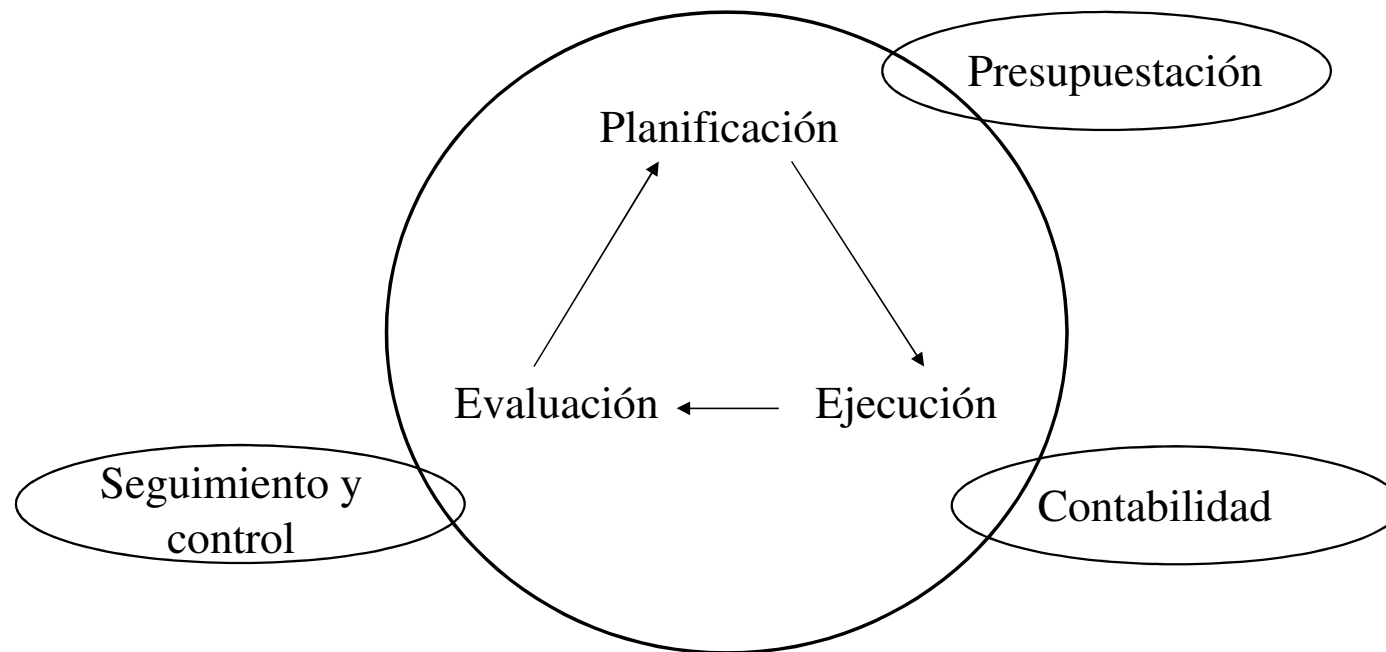 Presupuestación
Planificación
Evaluación
Ejecución
Seguimiento y
control
Contabilidad